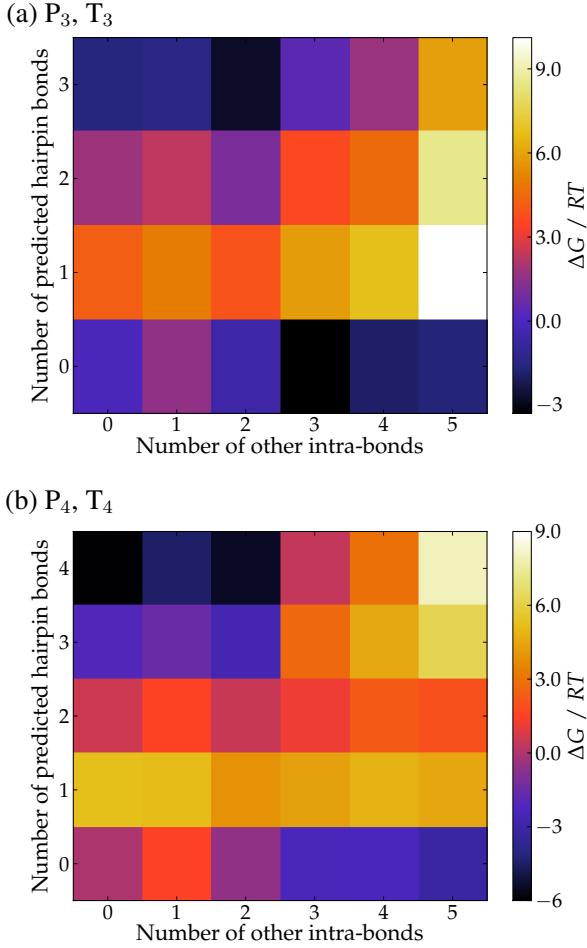 (a) P₃, T₃
Number of predicted hairpin bonds
3
2
1
0
0 1 2 3 4 5
Number of other intra-bonds
9.0
6.0
3.0
0.0
−3
ΔG / RT
(b) P₄, T₄
Number of predicted hairpin bonds
4
3
2
1
0
0 1 2 3 4 5
Number of other intra-bonds
9.0
6.0
3.0
0.0
−3
−6
ΔG / RT